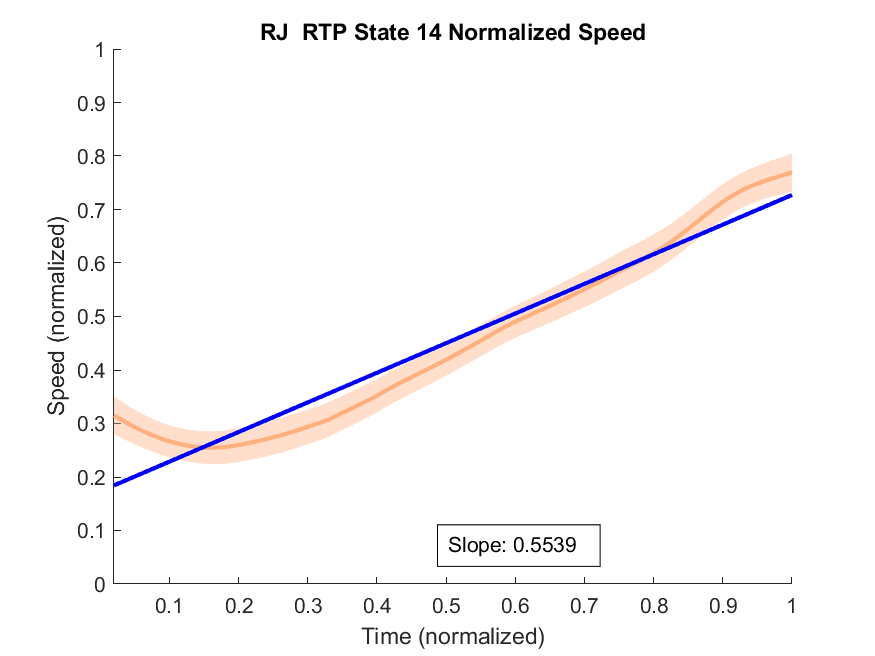 RJ  RTP State 14 Normalized Speed
1
0.9
0.8
0.7
0.6
0.5
0.4
0.3
0.2
0.1
0
Speed (normalized)
Slope: 0.5539
0.1 0.2 0.3 0.4 0.5 0.6 0.7 0.8 0.9 1
Time (normalized)